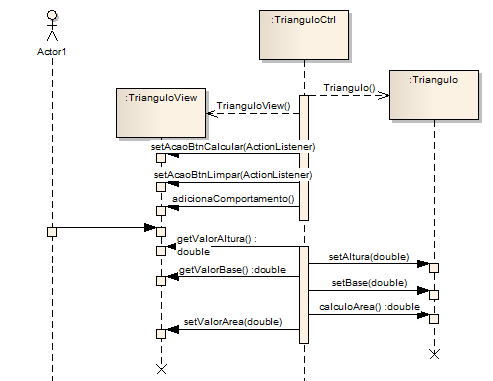 Actor1
:TrianguloCtrl
:TrianguloView
:Triangulo
Triangulo()
TrianguloView()
setAcaoBtnCalcular(ActionListener)
setAcaoBtnLimpar(ActionListener)
adicionaComportamento()
getValorAltura() :
double
setAltura(double)
getValorBase() :double
setBase(double)
calculoArea() :double
setValorArea(double)